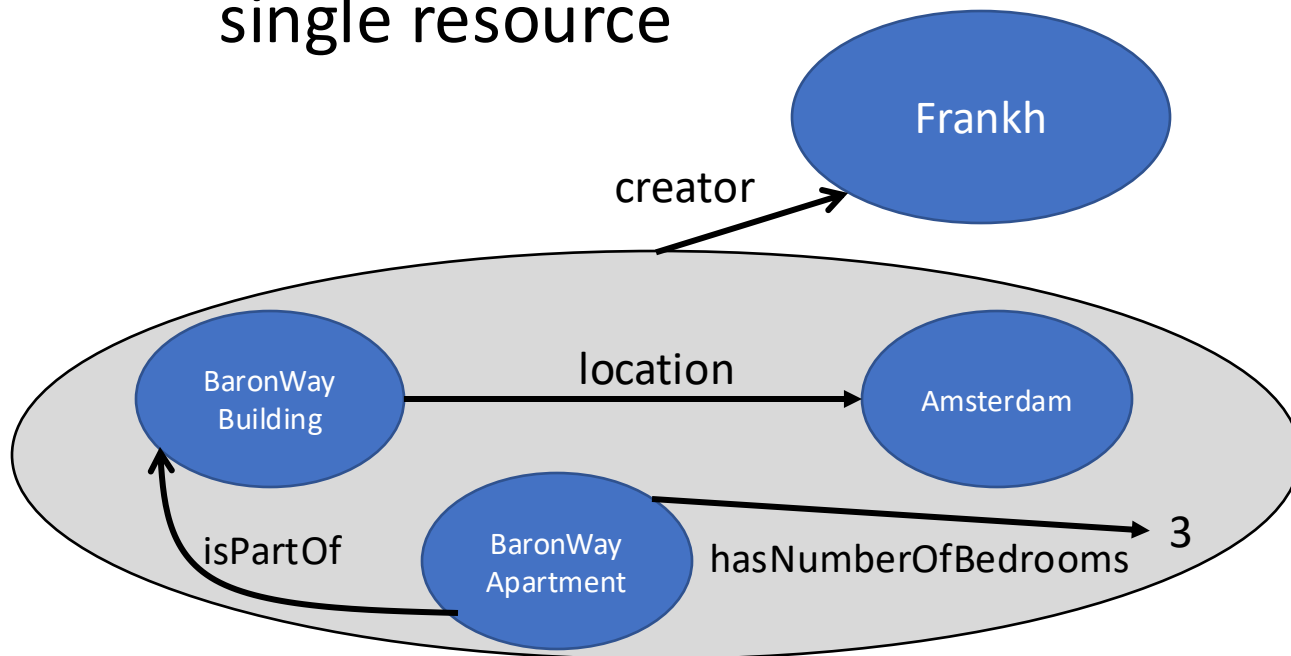 single resource
Frankh
creator
BaronWay
Building
location
Amsterdam
isPartOf
BaronWay
Apartment
hasNumberOfBedrooms
3